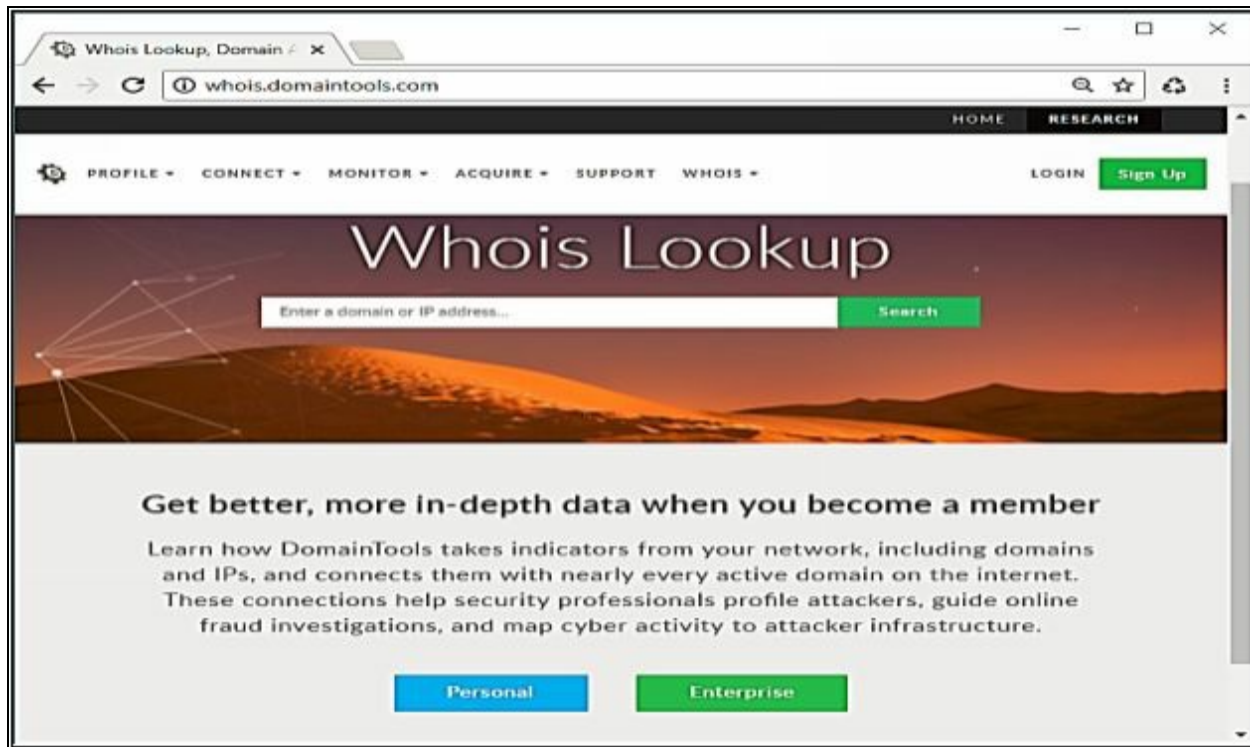 Whois Lookup, Domain A
whois.domaintools.com
HOME RESEARCH
PROFILE CONNECT MONITOR ACQUIRE SUPPORT WHOIS LOGIN Sign Up
Whois Lookup
Enter a domain or IP address... Search
Get better, more in-depth data when you become a member
Learn how DomainTools takes indicators from your network, including domains
and IPs, and connects them with nearly every active domain on the internet.
These connections help security professionals profile attackers, guide online
fraud investigations, and map cyber activity to attacker infrastructure.
Personal Enterprise